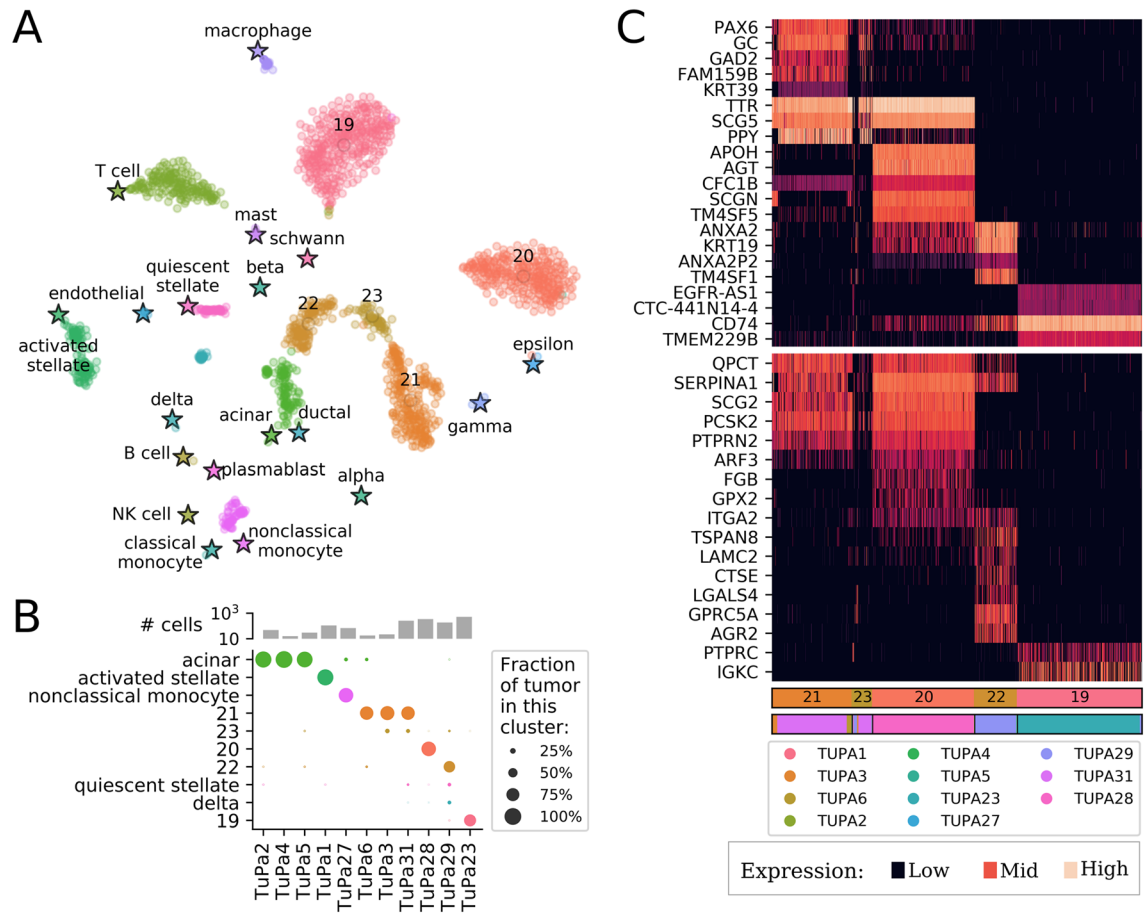 A
macrophage
19
T cell
mast
schwann
20
quiescent
stellate
beta
22
23
endothelial
activated
stellate
epsilon
21
gamma
delta
acinar
ductal
B cell
plasmablast
alpha
NK cell
nonclassical
monocyte
classical
monocyte
B
# cells
10³
10
acinar
activated stellate
nonclassical monocyte
21
23
20
22
quiescent stellate
delta
19
TuPa2
TuPa4
TuPa5
TuPa1
TuPa27
TuPa6
TuPa3
TuPa31
TuPa28
TuPa29
TuPa23
Fraction
of tumor
in this
cluster:
25%
50%
75%
100%
C
PAX6
GC
GAD2
FAM159B
KRT39
TTR
SCG5
PPY
APOH
AGT
CFC1B
SCGN
TM4SF5
ANXA2
KRT19
ANXA2P2
TM4SF1
EGFR-AS1
CTC-441N14-4
CD74
TMEM229B
QPCT
SERPINA1
SCG2
PCSK2
PTPRN2
ARF3
FGB
GPX2
ITGA2
TSPAN8
LAMC2
CTSE
LGALS4
GPRC5A
AGR2
PTPRC
IGKC
21 23 20 22 19
TUPA1 TUPA4 TUPA29
TUPA3 TUPA5 TUPA31
TUPA6 TUPA23 TUPA28
TUPA2 TUPA27
Expression: Low Mid High